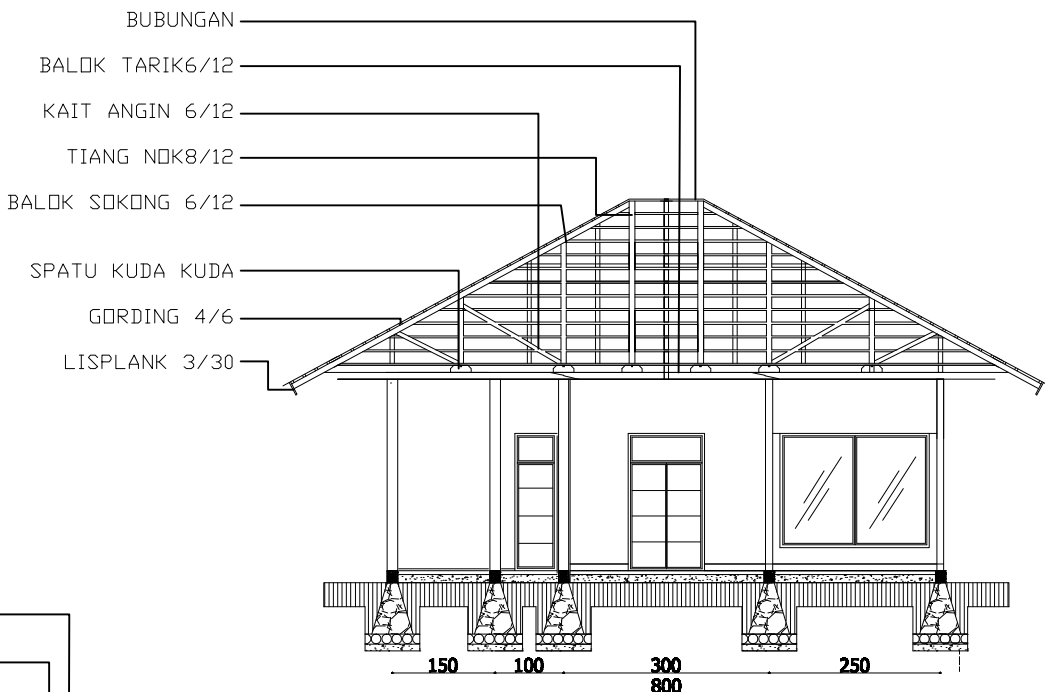 BUBUNGAN
BALOK TARIK6/12
KAIT ANGIN 6/12
TIANG NOK8/12
BALOK SOKONG 6/12
SPATU KUDA KUDA
GORDING 4/6
LISPLANK 3/30
150 100 300 250
800